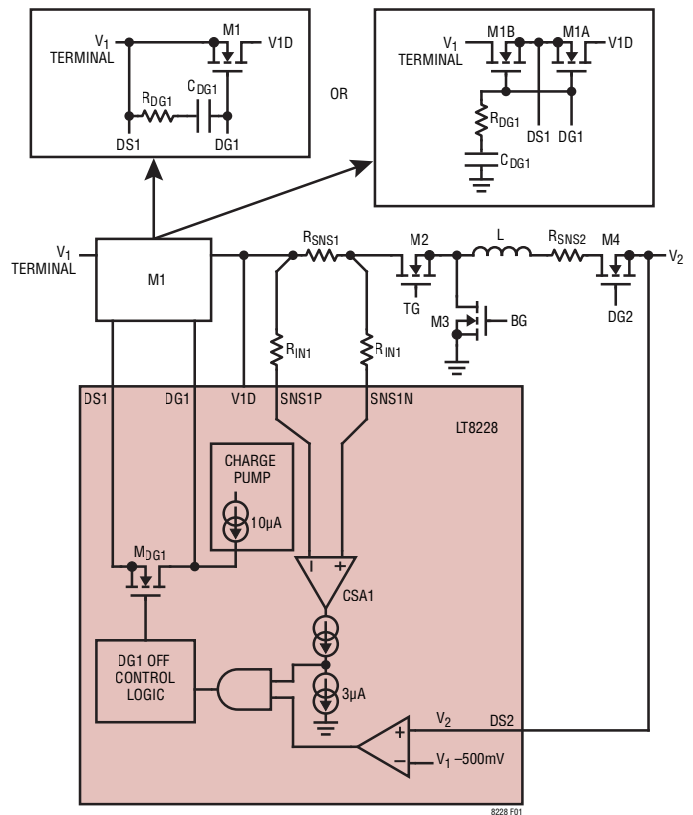 M1
V1
TERMINAL
V1D
RDG1
CDG1
DS1
DG1
OR
M1B
M1A
V1
TERMINAL
V1D
RDG1
DS1
DG1
CDG1
V1
TERMINAL
M1
RSNS1
M2
TG
L
RSNS2
M4
V2
DG2
M3
BG
RIN1
RIN1
DS1
DG1
V1D
SNS1P
SNS1N
LT8228
CHARGE
PUMP
10µA
MDG1
CSA1
DG1 OFF
CONTROL
LOGIC
3µA
V2
DS2
V1 –500mV
8228 F01